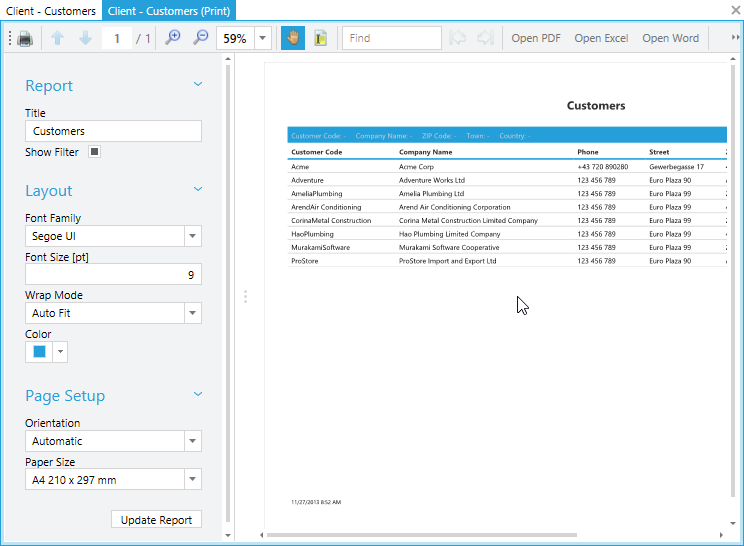 Client - Customers Client - Customers (Print)
1 / 1 59% Find Open PDF Open Excel Open Word
Report
Title
Customers
Show Filter
Layout
Font Family
Segoe UI
Font Size [pt]
9
Wrap Mode
Auto Fit
Color
Page Setup
Orientation
Automatic
Paper Size
A4 210 x 297 mm
Update Report
Customers
Customer Code: - Company Name: - ZIP Code: - Town: - Country: -
Customer Code Company Name Phone Street
Acme Acme Corp +43 720 890280 Gewerbegasse 17
Adventure Adventure Works Ltd 123 456 789 Euro Plaza 90
AmeliaPlumbing Amelia Plumbing Ltd 123 456 789 Euro Plaza 99
ArendAir Conditioning Arend Air Conditioning Corporation 123 456 789 Euro Plaza 99
CorinaMetal Construction Corina Metal Construction Limited Company 123 456 789 Euro Plaza 99
HaoPlumbing Hao Plumbing Limited Company 123 456 789 Euro Plaza 99
MurakamiSoftware Murakami Software Cooperative 123 456 789 Euro Plaza 99
ProStore ProStore Import and Export Ltd 123 456 789 Euro Plaza 90
11/27/2013 8:52 AM